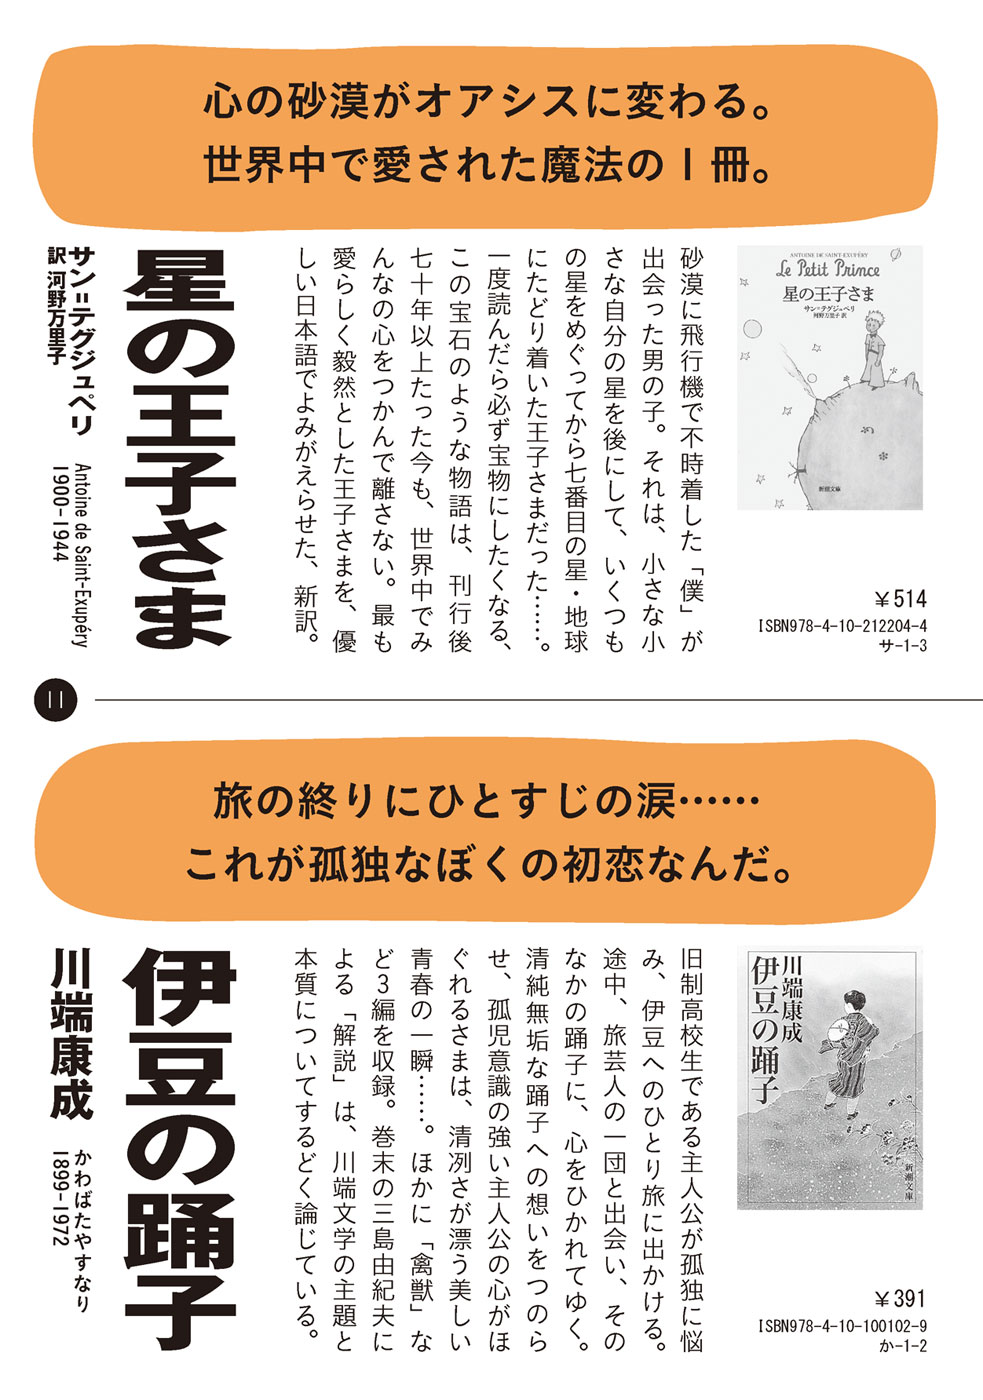 心の砂漠がオアシスに変わる。
世界中で愛された魔法の1冊。
ANTOINE DE SAINT-EXUPÉRY
Le Petit Prince
星の王子さま
サン=テグジュペリ
河野万里子 訳
新潮文庫
¥514
ISBN978-4-10-212204-4
サ-1-3
砂漠に飛行機で不時着した「僕」が
出会った男の子。それは、小さな小
さな自分の星を後にして、いくつも
の星をめぐってから七番目の星・地球
にたどり着いた王子さまだった……。
一度読んだら必ず宝物にしたくなる、
この宝石のような物語は、刊行後
七十年以上たった今も、世界中でみ
んなの心をつかんで離さない。最も
愛らしく毅然とした王子さまを、優
しい日本語でよみがえらせた、新訳。
星の王子さま
サン=テグジュペリ
Antoine de Saint-Exupéry
1900-1944
訳 河野万里子
11
旅の終りにひとすじの涙……
これが孤独なぼくの初恋なんだ。
川端康成
伊豆の踊子
新潮文庫
¥391
ISBN978-4-10-100102-9
か-1-2
旧制高校生である主人公が孤独に悩
み、伊豆へのひとり旅に出かける。
途中、旅芸人の一団と出会い、その
なかの踊子に、心をひかれてゆく。
清純無垢な踊子への想いをつのら
せ、孤児意識の強い主人公の心がほ
ぐれるさまは、清冽さが漂う美しい
青春の一瞬……。ほかに「禽獣」な
ど3編を収録。巻末の三島由紀夫に
よる「解説」は、川端文学の主題と
本質についてするどく論じている。
伊豆の踊子
川端康成
かわばたやすなり
1899-1972